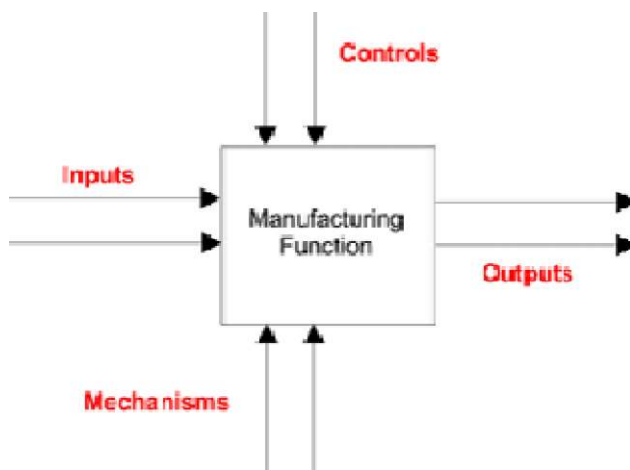 Controls
Inputs
Manufacturing
Function
Outputs
Mechanisms